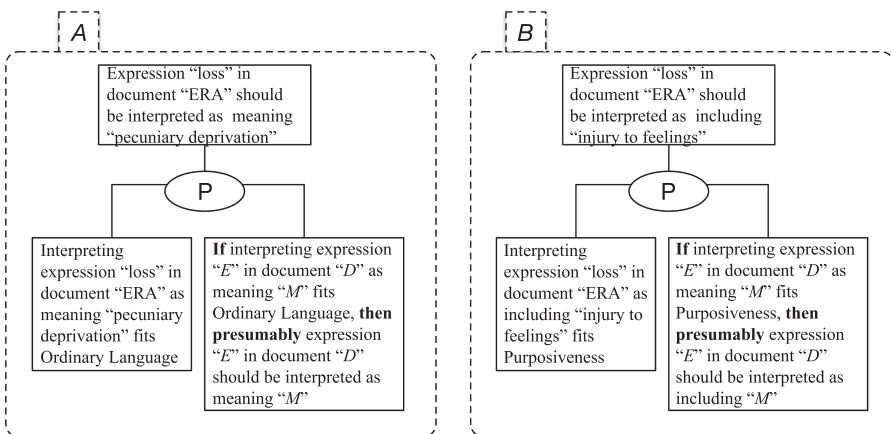 A
Expression “loss” in
document “ERA” should
be interpreted as meaning
“pecuniary deprivation”
P
Interpreting
expression “loss” in
document “ERA” as
meaning “pecuniary
deprivation” fits
Ordinary Language
If interpreting expression
“E” in document “D” as
meaning “M” fits
Ordinary Language, then
presumably expression
“E” in document “D”
should be interpreted as
meaning “M”
B
Expression “loss” in
document “ERA” should
be interpreted as including
“injury to feelings”
P
Interpreting
expression “loss” in
document “ERA” as
including “injury to
feelings” fits
Purposiveness
If interpreting expression
“E” in document “D” as
meaning “M” fits
Purposiveness, then
presumably expression
“E” in document “D”
should be interpreted as
including “M”